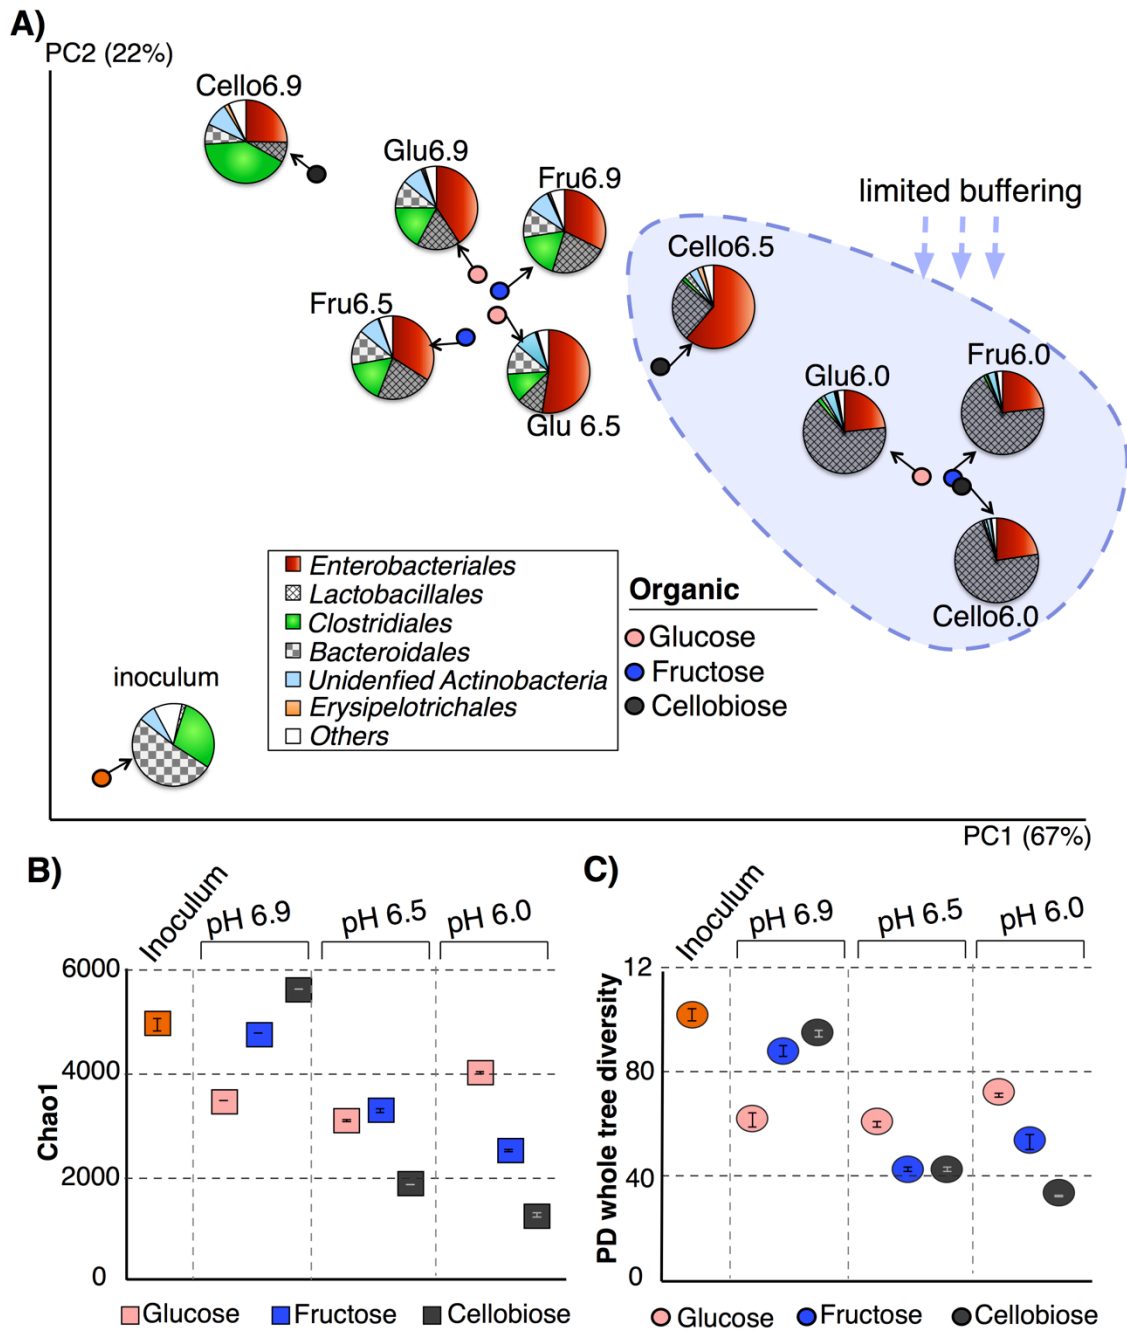 A)
PC2 (22%)
Cello6.9
Glu6.9
Fru6.9
limited buffering
Cello6.5
Fru6.5
Fru6.0
Glu6.0
Glu 6.5
Enterobacteriales
Lactobacillales
Clostridiales
Bacteroidales
Unidenfied Actinobacteria
Erysipelotrichales
Others
Organic
Glucose
Fructose
Cellobiose
Cello6.0
inoculum
PC1 (67%)
B)
Inoculum
pH 6.9
pH 6.5
pH 6.0
6000
4000
2000
0
Chao1
Glucose
Fructose
Cellobiose
C)
Inoculum
pH 6.9
pH 6.5
pH 6.0
12
80
40
0
PD whole tree diversity
Glucose
Fructose
Cellobiose